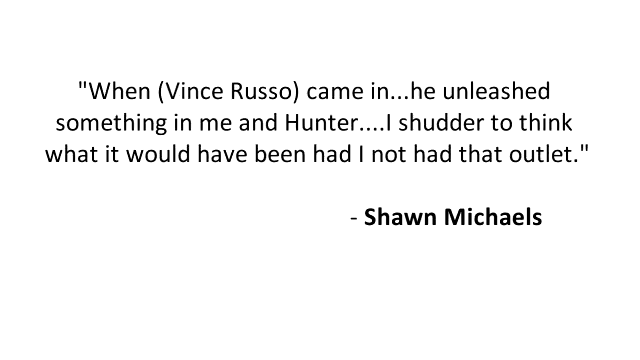 "When (Vince Russo) came in...he unleashed
something in me and Hunter....I shudder to think
what it would have been had I not had that outlet."
- Shawn Michaels